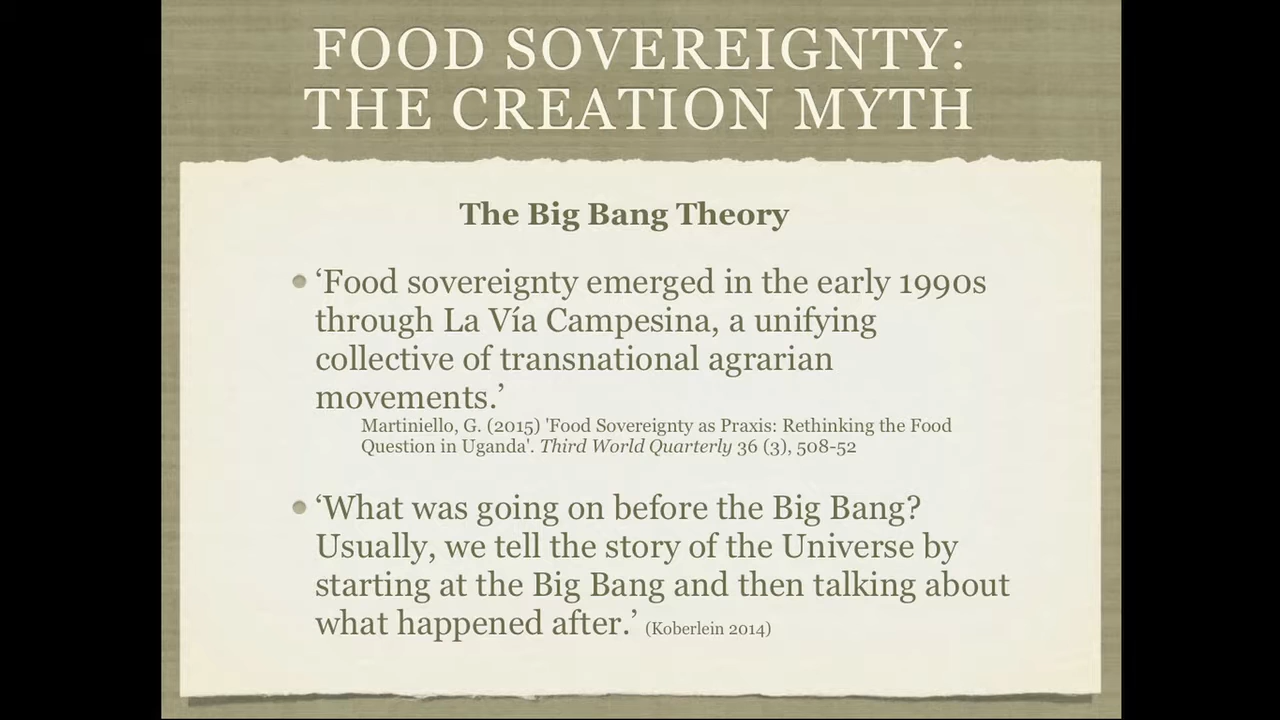 FOOD SOVEREIGNTY:
THE CREATION MYTH
The Big Bang Theory
‘Food sovereignty emerged in the early 1990s
through La Vía Campesina, a unifying
collective of transnational agrarian
movements.’
Martiniello, G. (2015) 'Food Sovereignty as Praxis: Rethinking the Food
Question in Uganda'. Third World Quarterly 36 (3), 508-52
‘What was going on before the Big Bang?
Usually, we tell the story of the Universe by
starting at the Big Bang and then talking about
what happened after.’ (Koberlein 2014)